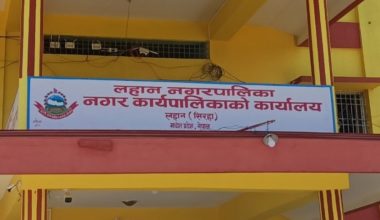 लहान नगरपालिका
नगर कार्यपालिकाको कार्यालय
लहान (सिरहा)
मधेश प्रदेश, नेपाल